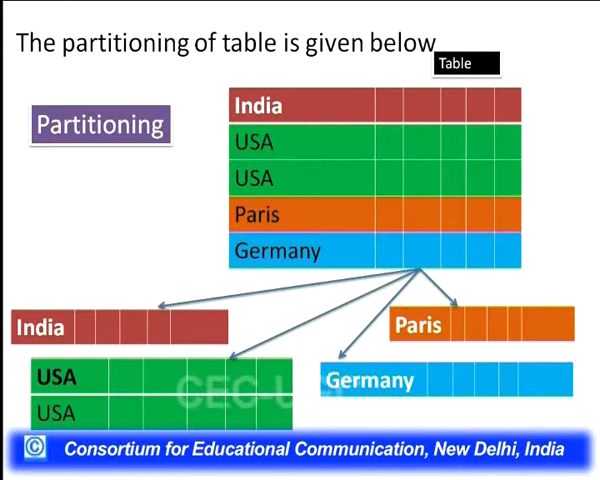 The partitioning of table is given below
Table
Partitioning
India
USA
USA
Paris
Germany
India
Paris
USA
Germany
USA
© Consortium for Educational Communication, New Delhi, India